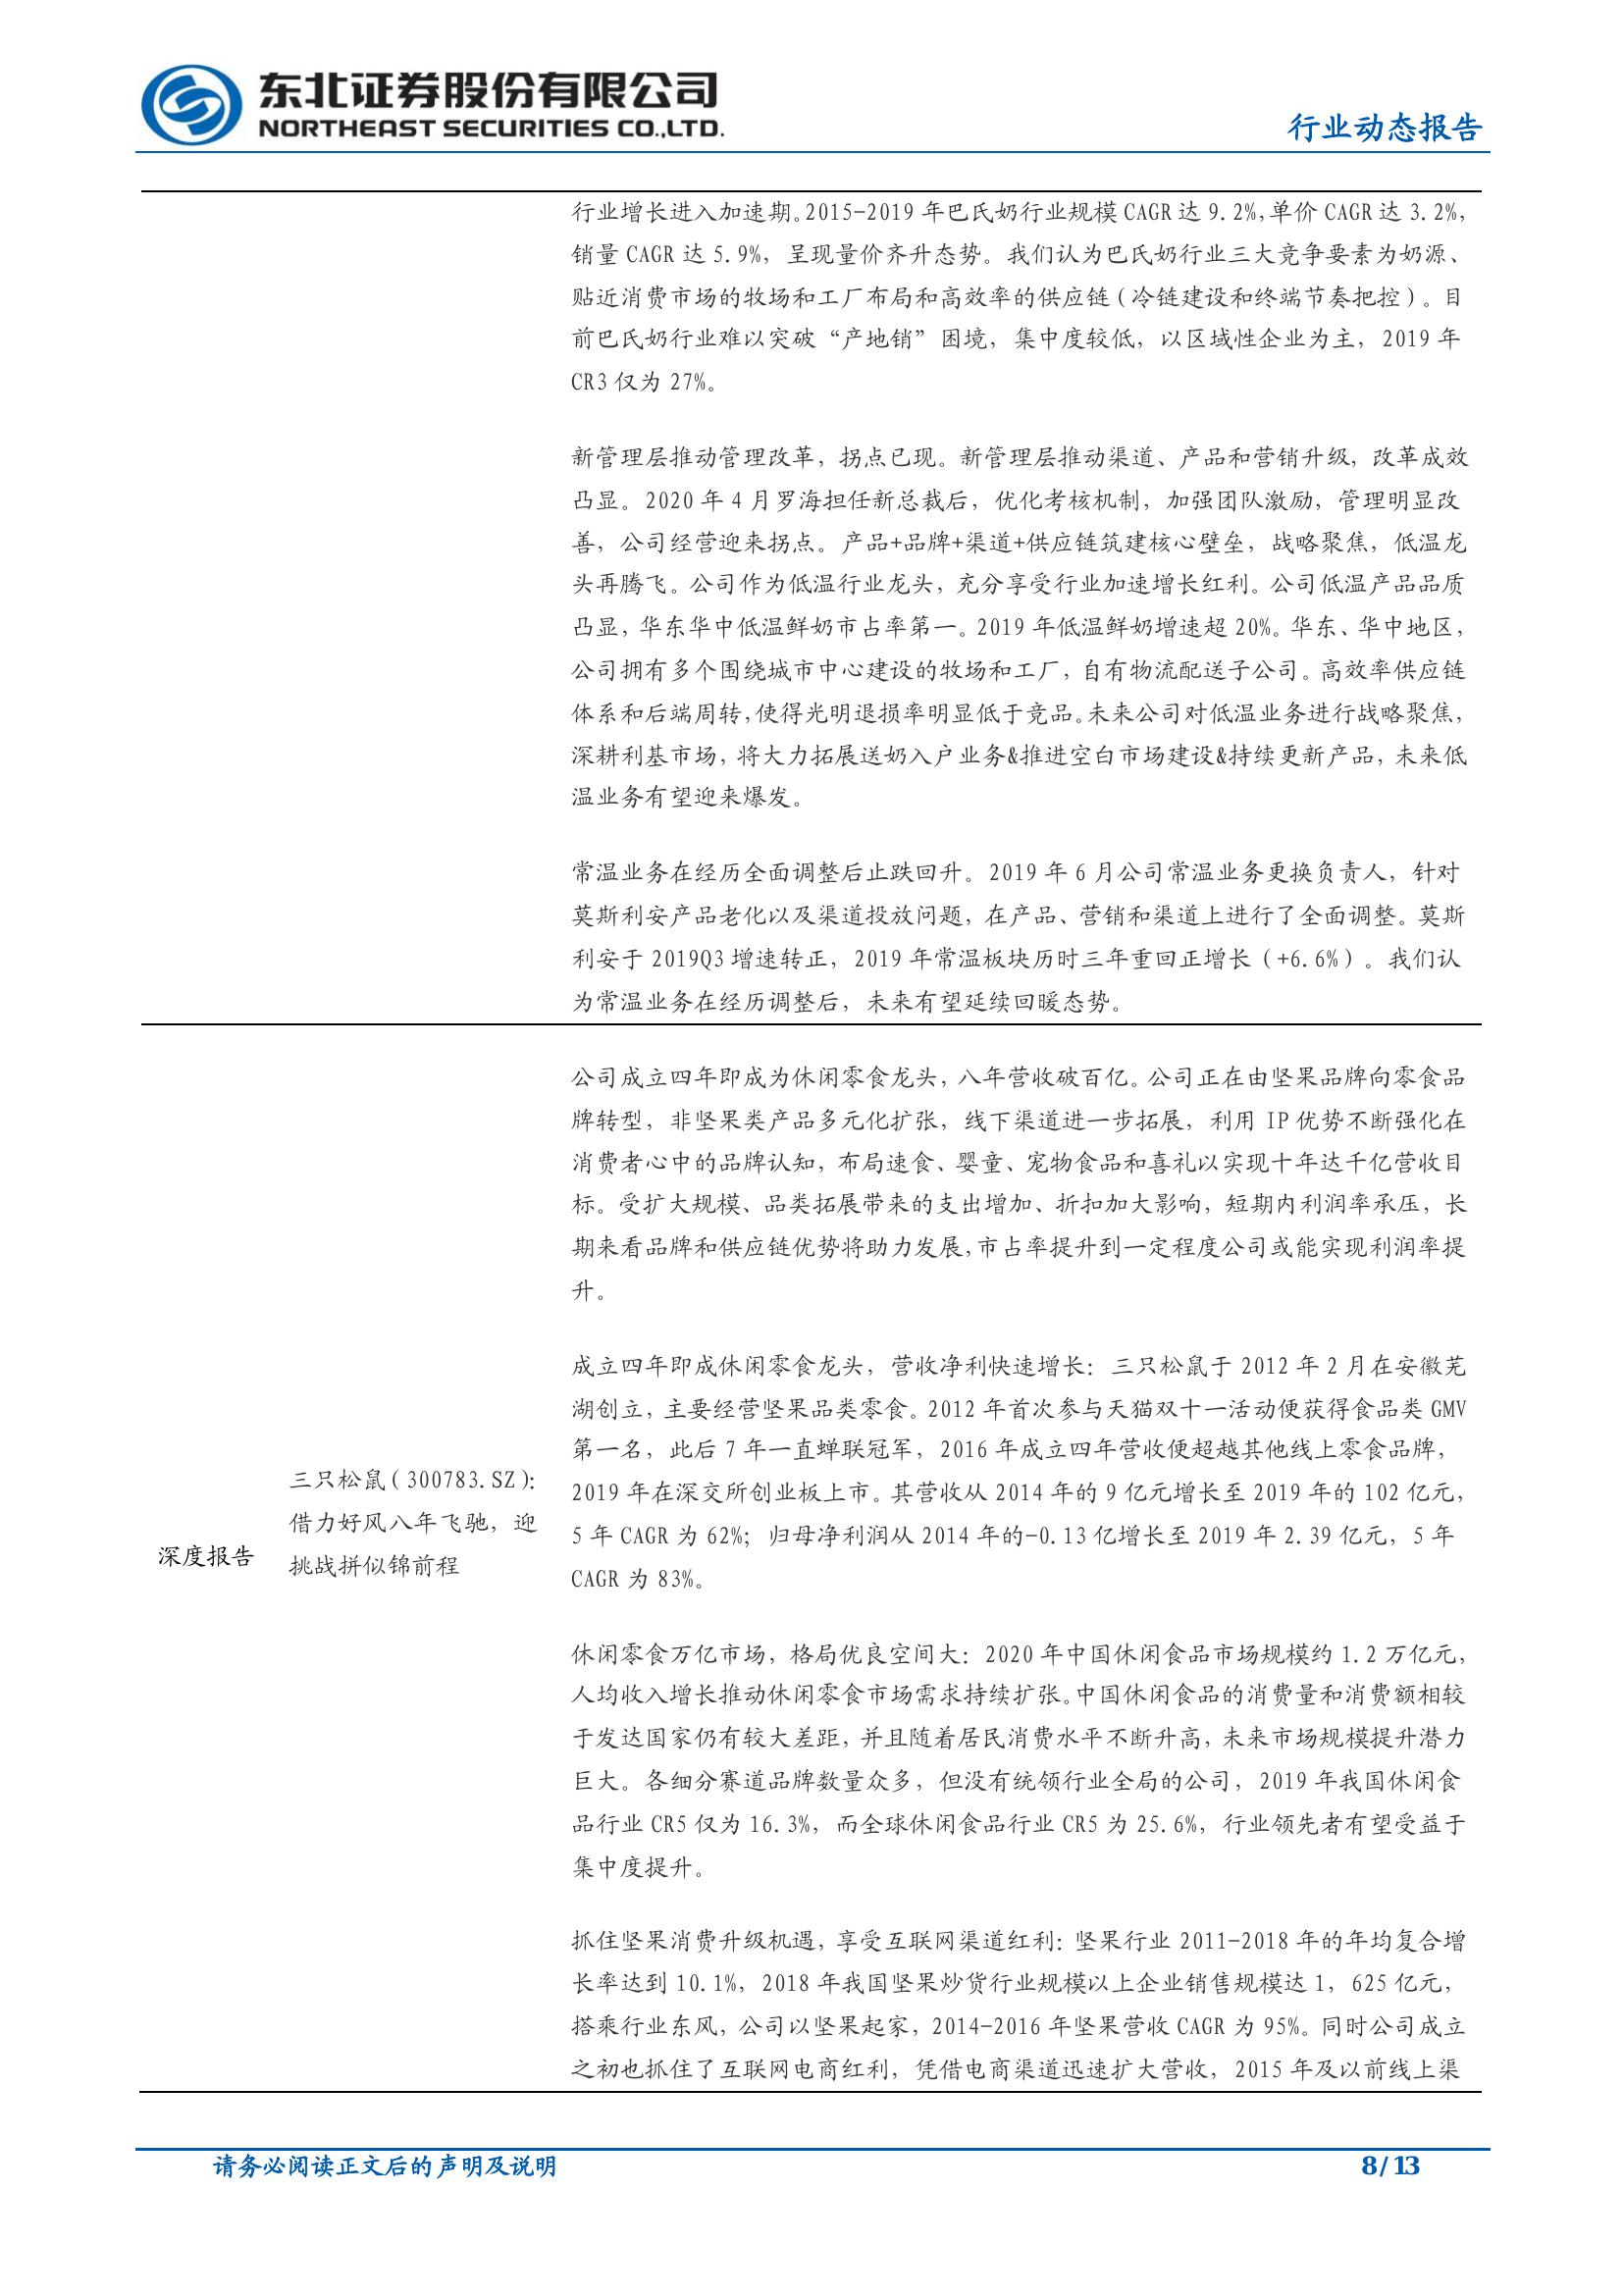 东北证券股份有限公司
NORTHEAST SECURITIES CO.,LTD.
行业动态报告
行业增长进入加速期。2015-2019 年巴氏奶行业规模 CAGR 达 9.2%，单价 CAGR 达 3.2%，
销量 CAGR 达 5.9%，呈现量价齐升态势。我们认为巴氏奶行业三大竞争要素为奶源、
贴近消费市场的牧场和工厂布局和高效率的供应链（冷链建设和终端节奏把控）。目
前巴氏奶行业难以突破“产地销”困境，集中度较低，以区域性企业为主，2019 年
CR3 仅为 27%。
新管理层推动管理改革，拐点已现。新管理层推动渠道、产品和营销升级，改革成效
凸显。2020 年 4 月罗海担任新总裁后，优化考核机制，加强团队激励，管理明显改
善，公司经营迎来拐点。产品+品牌+渠道+供应链筑建核心壁垒，战略聚焦，低温龙
头再腾飞。公司作为低温行业龙头，充分享受行业加速增长红利。公司低温产品品质
凸显，华东华中低温鲜奶市占率第一。2019 年低温鲜奶增速超 20%。华东、华中地区，
公司拥有多个围绕城市中心建设的牧场和工厂，自有物流配送子公司。高效率供应链
体系和后端周转，使得光明退损率明显低于竞品。未来公司对低温业务进行战略聚焦，
深耕利基市场，将大力拓展送奶入户业务&推进空白市场建设&持续更新产品，未来低
温业务有望迎来爆发。
常温业务在经历全面调整后止跌回升。2019 年 6 月公司常温业务更换负责人，针对
莫斯利安产品老化以及渠道投放问题，在产品、营销和渠道上进行了全面调整。莫斯
利安于 2019Q3 增速转正，2019 年常温板块历时三年重回正增长（+6.6%）。我们认
为常温业务在经历调整后，未来有望延续回暖态势。
深度报告
三只松鼠（300783.SZ）：
借力好风八年飞驰，迎
挑战拼似锦前程
公司成立四年即成为休闲零食龙头，八年营收破百亿。公司正在由坚果品牌向零食品
牌转型，非坚果类产品多元化扩张，线下渠道进一步拓展，利用 IP 优势不断强化在
消费者心中的品牌认知，布局速食、婴童、宠物食品和喜礼以实现十年达千亿营收目
标。受扩大规模、品类拓展带来的支出增加、折扣加大影响，短期内利润率承压，长
期来看品牌和供应链优势将助力发展，市占率提升到一定程度公司或能实现利润率提
升。
成立四年即成休闲零食龙头，营收净利快速增长：三只松鼠于 2012 年 2 月在安徽芜
湖创立，主要经营坚果品类零食。2012 年首次参与天猫双十一活动便获得食品类 GMV
第一名，此后 7 年一直蝉联冠军，2016 年成立四年营收便超越其他线上零食品牌，
2019 年在深交所创业板上市。其营收从 2014 年的 9 亿元增长至 2019 年的 102 亿元，
5 年 CAGR 为 62%；归母净利润从 2014 年的-0.13 亿增长至 2019 年 2.39 亿元，5 年
CAGR 为 83%。
休闲零食万亿市场，格局优良空间大：2020 年中国休闲食品市场规模约 1.2 万亿元，
人均收入增长推动休闲零食市场需求持续扩张。中国休闲食品的消费量和消费额相较
于发达国家仍有较大差距，并且随着居民消费水平不断升高，未来市场规模提升潜力
巨大。各细分赛道品牌数量众多，但没有统领行业全局的公司，2019 年我国休闲食
品行业 CR5 仅为 16.3%，而全球休闲食品行业 CR5 为 25.6%，行业领先者有望受益于
集中度提升。
抓住坚果消费升级机遇，享受互联网渠道红利：坚果行业 2011-2018 年的年均复合增
长率达到 10.1%，2018 年我国坚果炒货行业规模以上企业销售规模达 1，625 亿元，
搭乘行业东风，公司以坚果起家，2014-2016 年坚果营收 CAGR 为 95%。同时公司成立
之初也抓住了互联网电商红利，凭借电商渠道迅速扩大营收，2015 年及以前线上渠
请务必阅读正文后的声明及说明
8 / 13